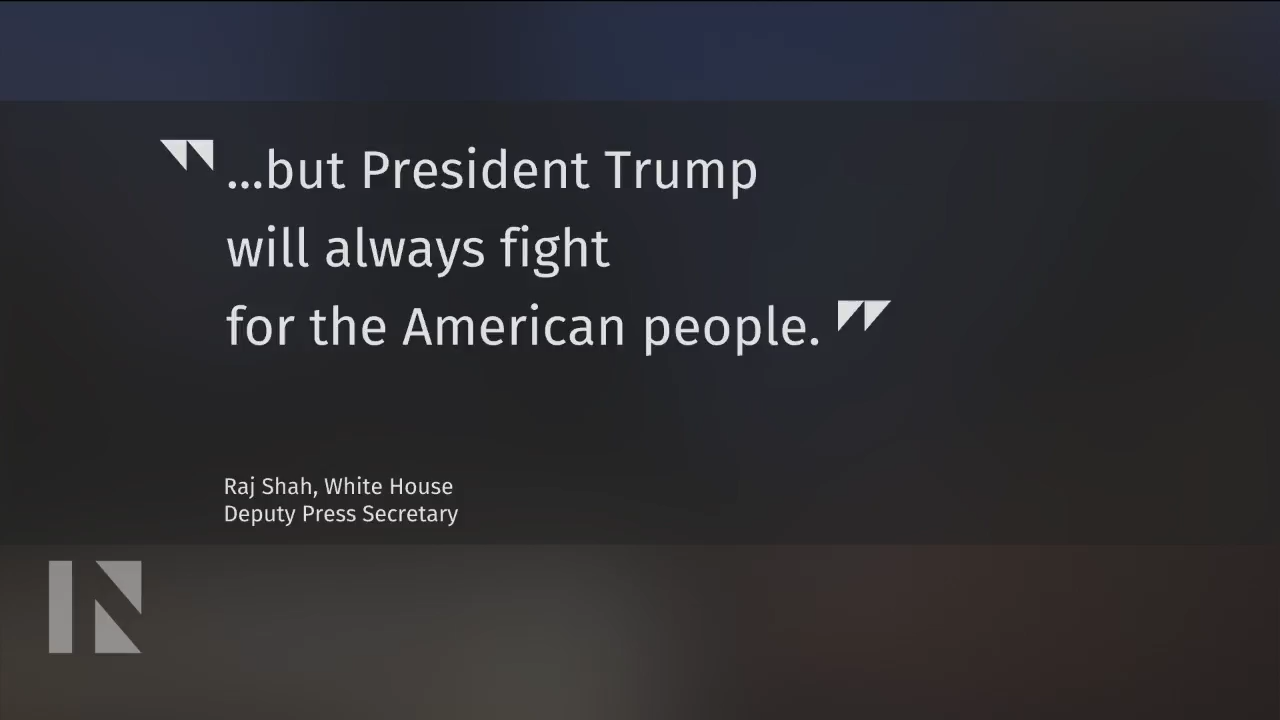 ...but President Trump
will always fight
for the American people.
Raj Shah, White House
Deputy Press Secretary